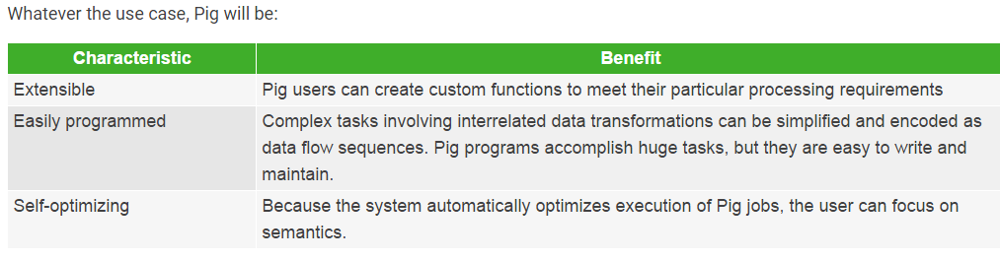 Whatever the use case, Pig will be:
Characteristic Benefit
Extensible Pig users can create custom functions to meet their particular processing requirements
Easily programmed Complex tasks involving interrelated data transformations can be simplified and encoded as
data flow sequences. Pig programs accomplish huge tasks, but they are easy to write and
maintain.
Self-optimizing Because the system automatically optimizes execution of Pig jobs, the user can focus on
semantics.